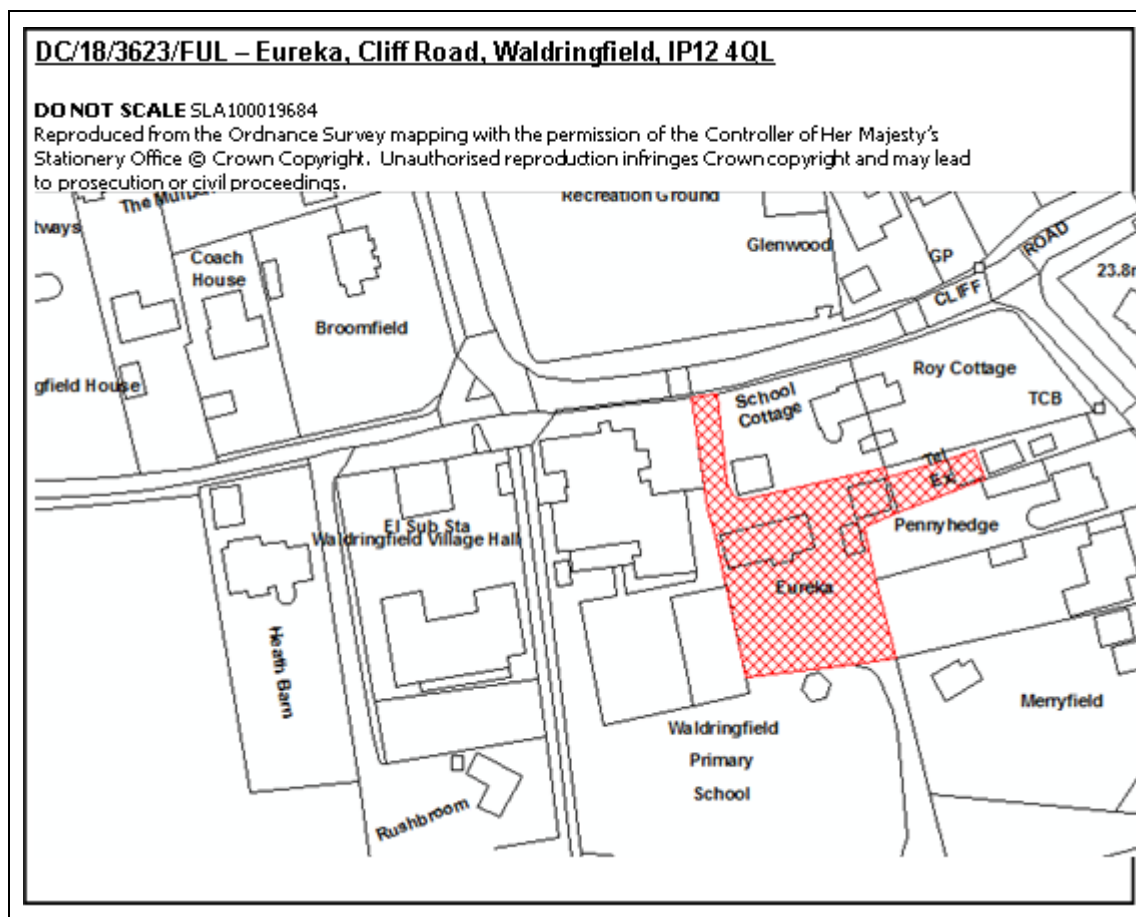 DC/18/3623/FUL – Eureka, Cliff Road, Waldringfield, IP12 4QL
DO NOT SCALE SLA100019684
Reproduced from the Ordnance Survey mapping with the permission of the Controller of Her Majesty's
Stationery Office © Crown Copyright. Unauthorised reproduction infringes Crown copyright and may lead
to prosecution or civil proceedings.
The
Recreation Ground
tways
Coach
House
Glenwood
GP
CLIFF ROAD
23.8m
Broomfield
gfield House
School
Cottage
Roy Cottage
TCB
Tel
Ex
El Sub Sta
Waldringfield Village Hall
Pennyhedge
Eureka
Heath Barn
Merryfield
Waldringfield
Primary
School
Rushbroom